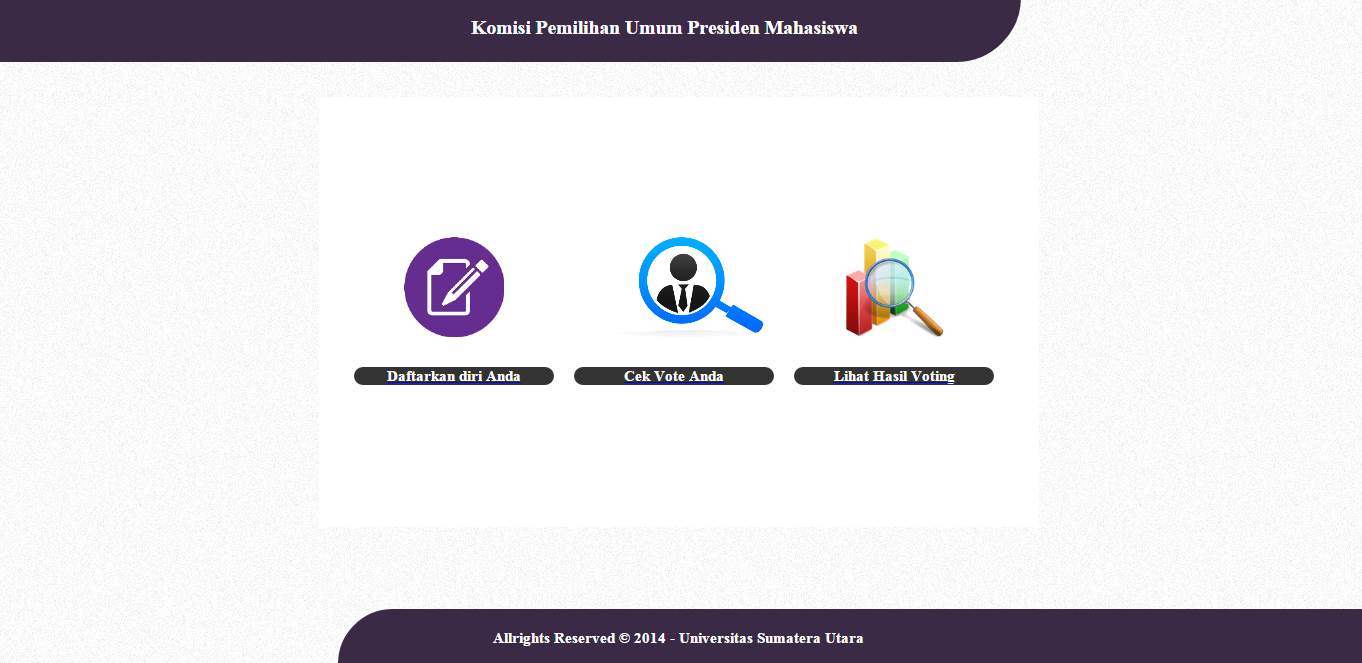 Komisi Pemilihan Umum Presiden Mahasiswa
Daftarkan diri Anda
Cek Vote Anda
Lihat Hasil Voting
Allrights Reserved © 2014 - Universitas Sumatera Utara